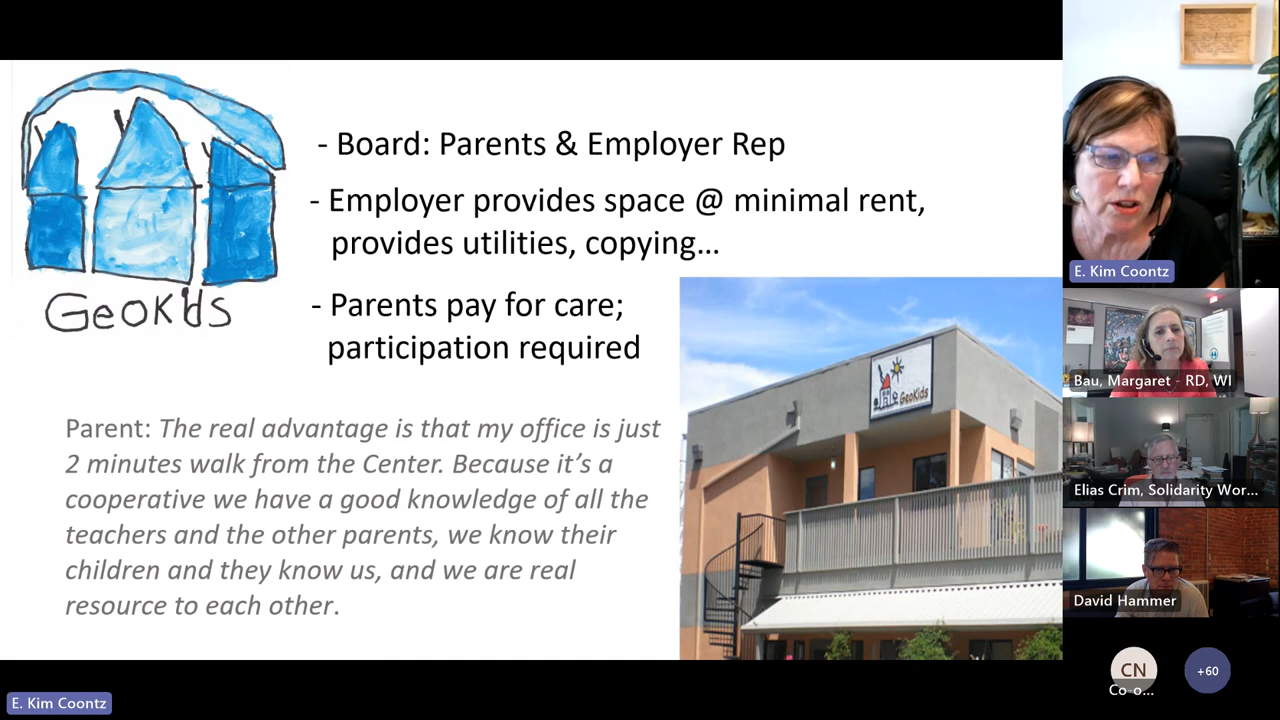 GeoKids
- Board: Parents & Employer Rep
- Employer provides space @ minimal rent,
provides utilities, copying…
- Parents pay for care;
participation required
Parent: The real advantage is that my office is just
2 minutes walk from the Center. Because it’s a
cooperative we have a good knowledge of all the
teachers and the other parents, we know their
children and they know us, and we are real
resource to each other.
GeoKids
E. Kim Coontz
Bau, Margaret - RD, WI
Elias Crim, Solidarity Wor...
David Hammer
CN
Co-o...
+60
E. Kim Coontz